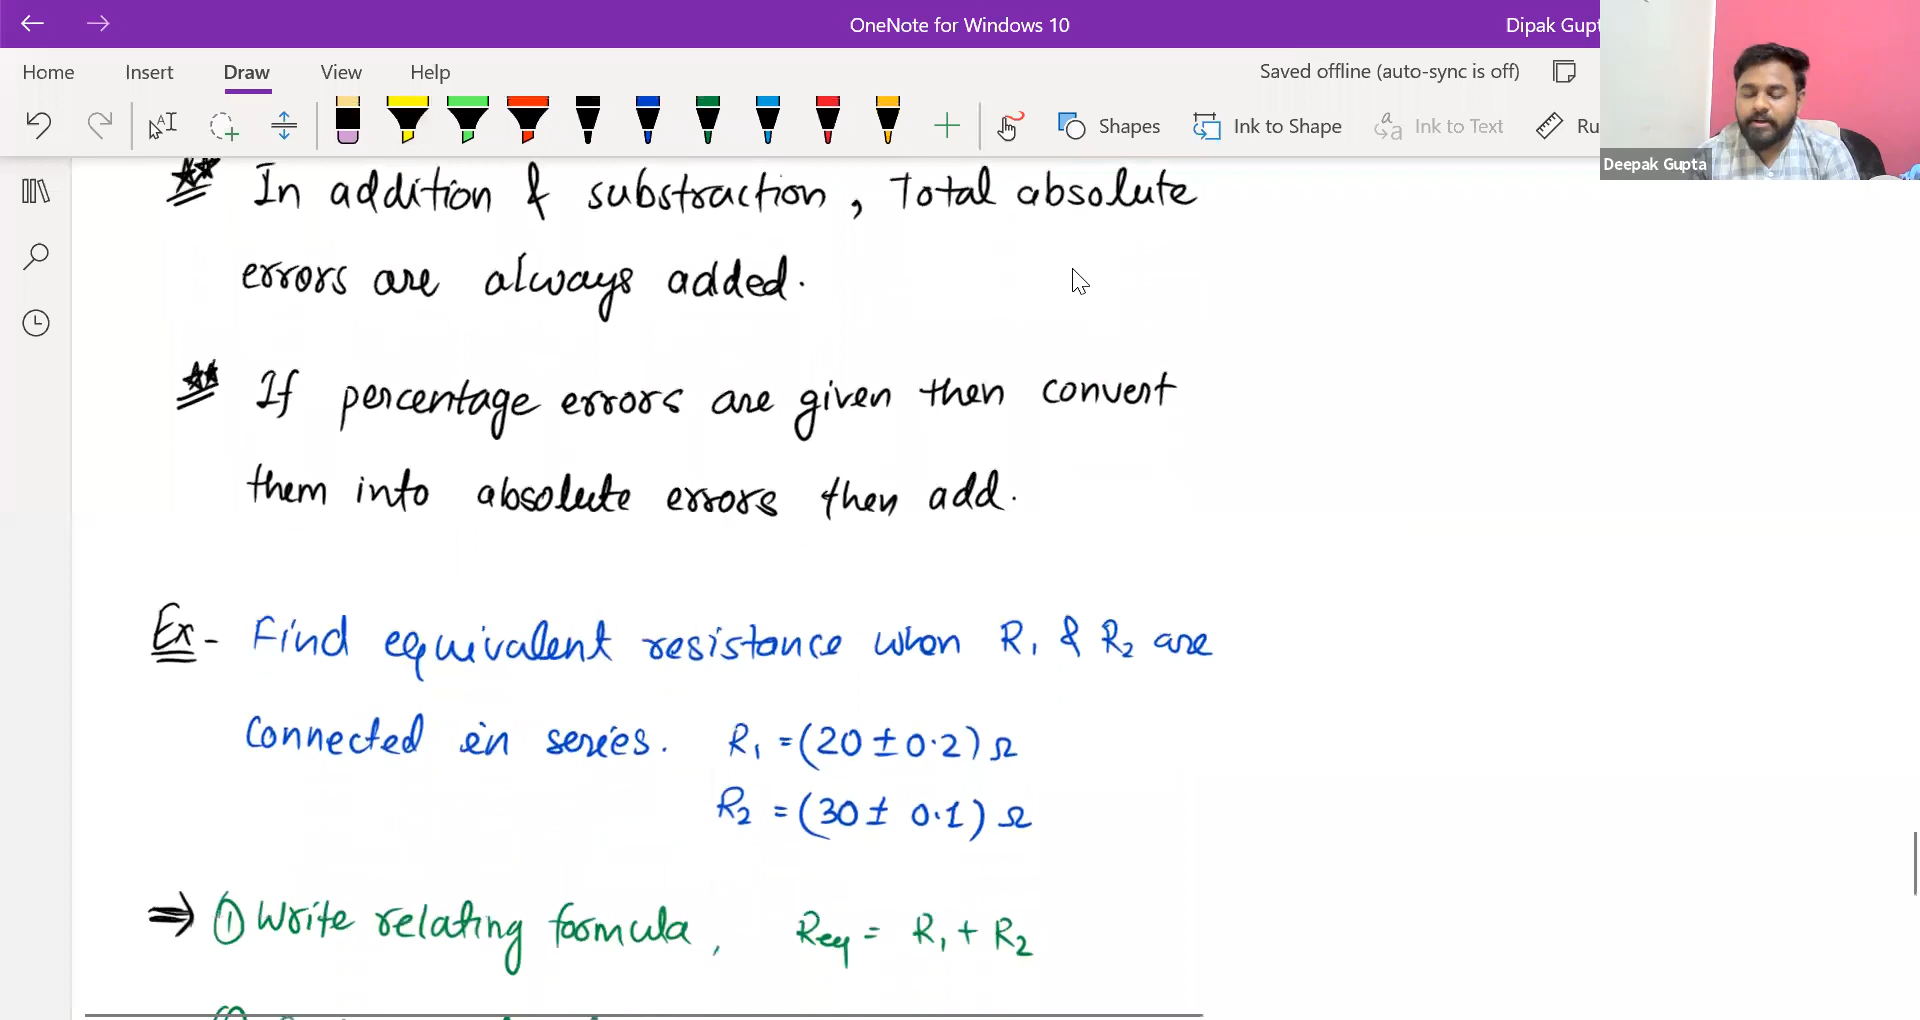 OneNote for Windows 10
Dipak Gupt
Home Insert Draw View Help
Saved offline (auto-sync is off)
Shapes Ink to Shape Ink to Text Ru
Deepak Gupta
In addition & substraction, Total absolute
errors are always added.
If percentage errors are given then convert
them into absolute errors then add.
Ex- Find equivalent resistance when R₁ & R₂ are
connected in series. R₁ = (20 ± 0.2) Ω
R₂ = (30 ± 0.1) Ω
⇒ ① Write relating formula, Req = R₁ + R₂